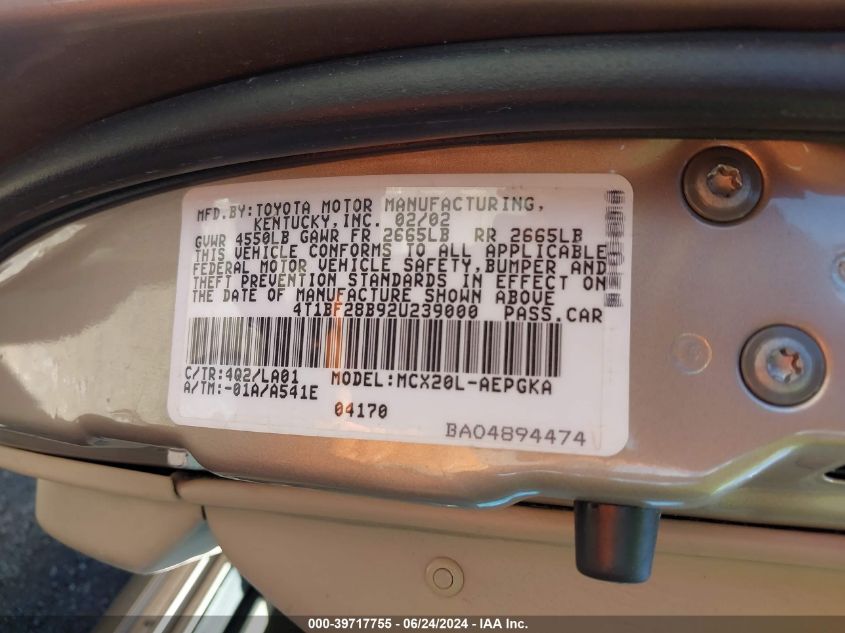 MFD.BY:TOYOTA MOTOR MANUFACTURING,
KENTUCKY,INC. 02/02
GVWR 4550LB GAWR FR 2665LB RR 2665LB
THIS VEHICLE CONFORMS TO ALL APPLICABLE
FEDERAL MOTOR VEHICLE SAFETY,BUMPER AND
THEFT PREVENTION STANDARDS IN EFFECT ON
THE DATE OF MANUFACTURE SHOWN ABOVE
4T1BF28B92U239000 PASS.CAR
C/TR:4Q2/LA01 MODEL:MCX20L-AEPGKA
A/TM:-01A/A541E
04170
BA04894474
000-39717755 - 06/24/2024 - IAA, Inc.